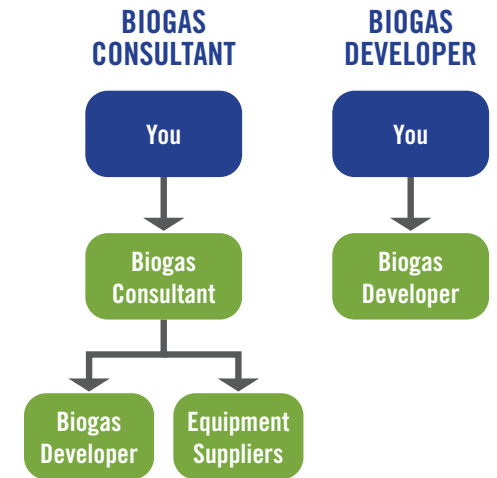 BIOGAS
CONSULTANT
You
Biogas
Consultant
Biogas
Developer
Equipment
Suppliers
BIOGAS
DEVELOPER
You
Biogas
Developer